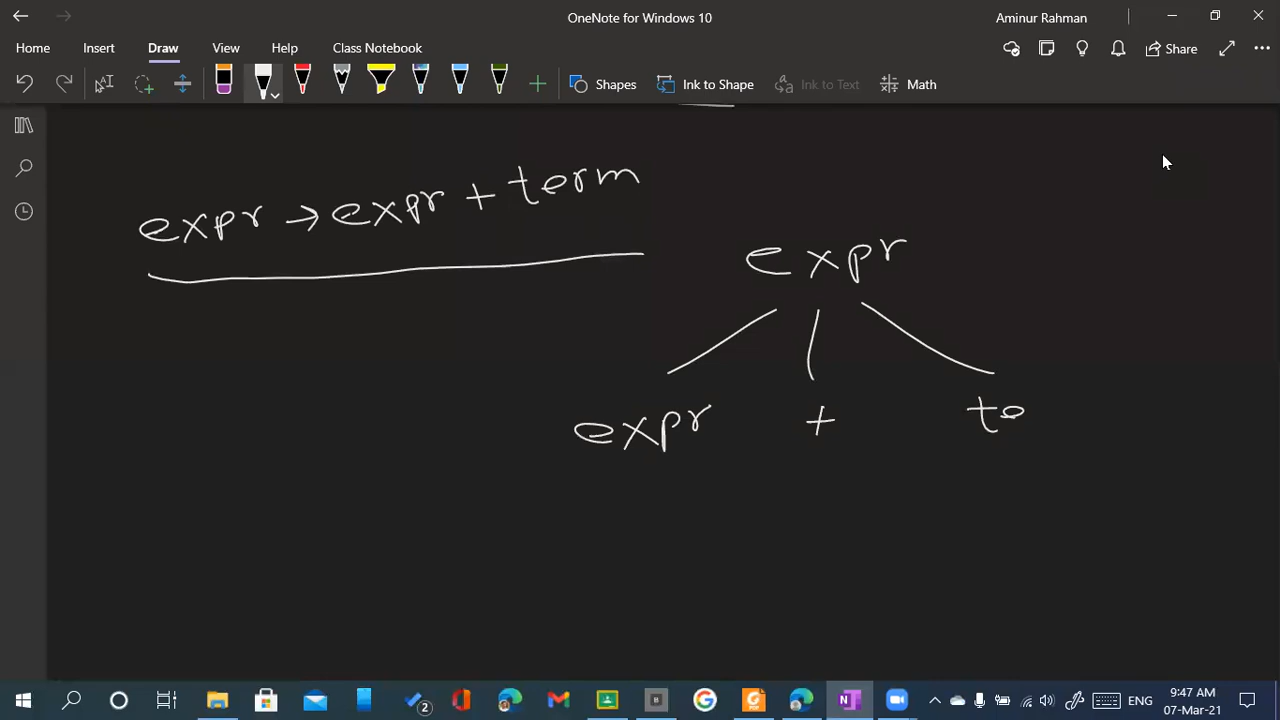 OneNote for Windows 10
Aminur Rahman
Home Insert Draw View Help Class Notebook
Share
Shapes Ink to Shape Ink to Text Math
expr → expr + term
expr
expr + te
2
9:47 AM
ENG
07-Mar-21